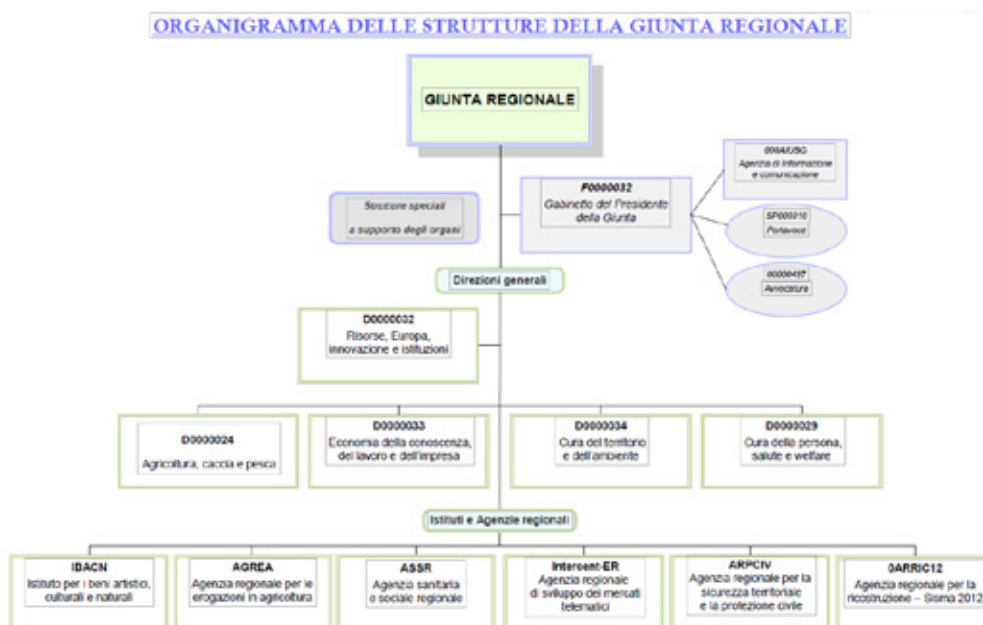 ORGANIGRAMMA DELLE STRUTTURE DELLA GIUNTA REGIONALE
GIUNTA REGIONALE
Strutture speciali
a supporto degli organi
F0000032
Gabinetto del Presidente
della Giunta
Agenzia di informazione
e comunicazione
SP000310
Portavoce
00000497
Avvocatura
Direzioni generali
D0000032
Risorse, Europa,
innovazione e istituzioni
D0000024
Agricoltura, caccia e pesca
D0000033
Economia della conoscenza,
del lavoro e dell'impresa
D0000034
Cura del territorio
e dell'ambiente
D0000029
Cura della persona,
salute e welfare
Istituti e Agenzie regionali
IBACN
Istituto per i beni artistici,
culturali e naturali
AGREA
Agenzia regionale per le
erogazioni in agricoltura
ASSR
Agenzia sanitaria
e sociale regionale
Intercent-ER
Agenzia regionale
di sviluppo dei mercati
telematici
ARPCIV
Agenzia regionale per la
sicurezza territoriale
e la protezione civile
0ARRIC12
Agenzia regionale per la
ricostruzione – Sisma 2012